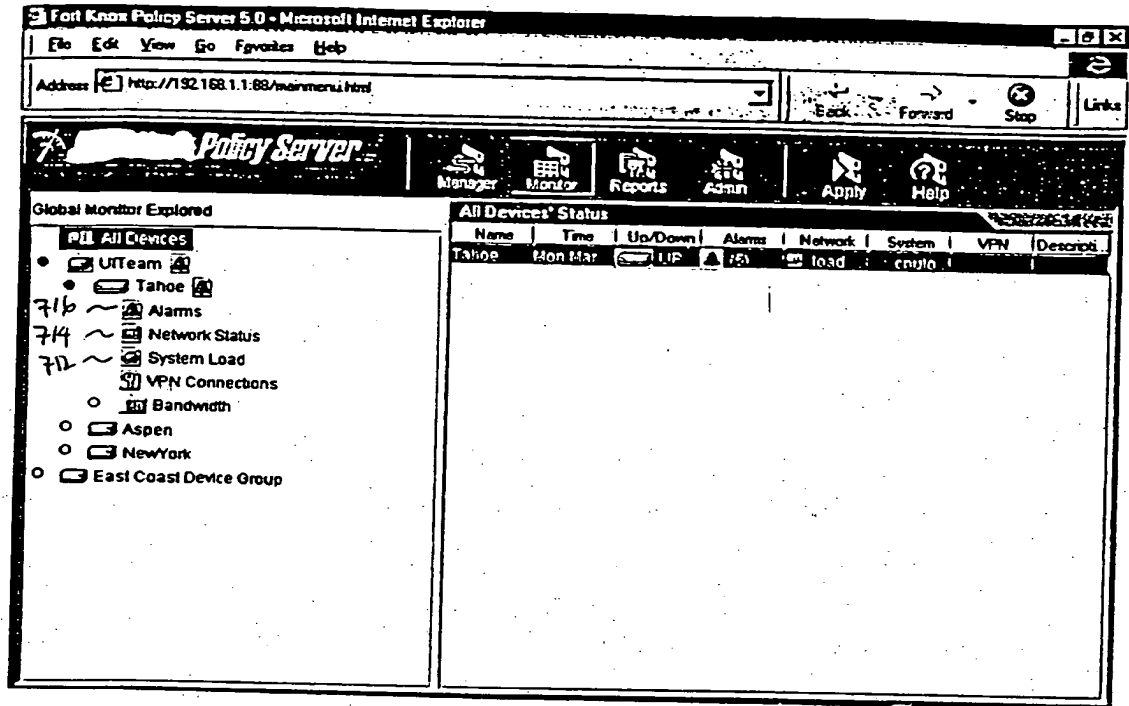 Fort Knox Policy Server 5.0 - Microsoft Internet Explorer
File Edit View Go Favorites Help
Address http://192.168.1.1:88/mainmenu.html
Back Forward Stop Links
Policy Server
Manager Monitor Reports Admin Apply Help
Global Monitor Explored
All Devices' Status
All Devices
Name Time Up/Down Alarms Network System VPN Descripti...
UITeam
Tahoe Mon Mar UP load
Tahoe
716 Alarms
714 Network Status
712 System Load
VPN Connections
Bandwidth
Aspen
NewYork
East Coast Device Group